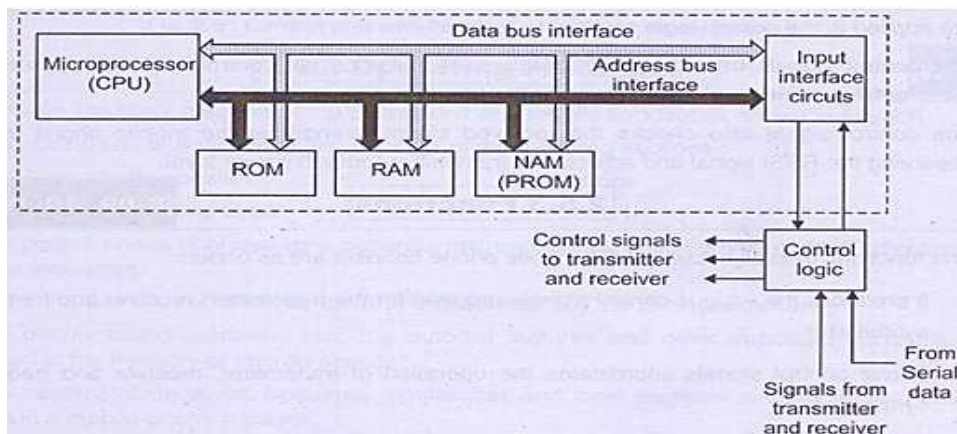 Data bus interface
Microprocessor
(CPU)
Address bus
interface
Input
interface
circuts
ROM
RAM
NAM
(PROM)
Control signals
to transmitter
and receiver
Control
logic
From
Serial
data
Signals from
transmitter
and receiver